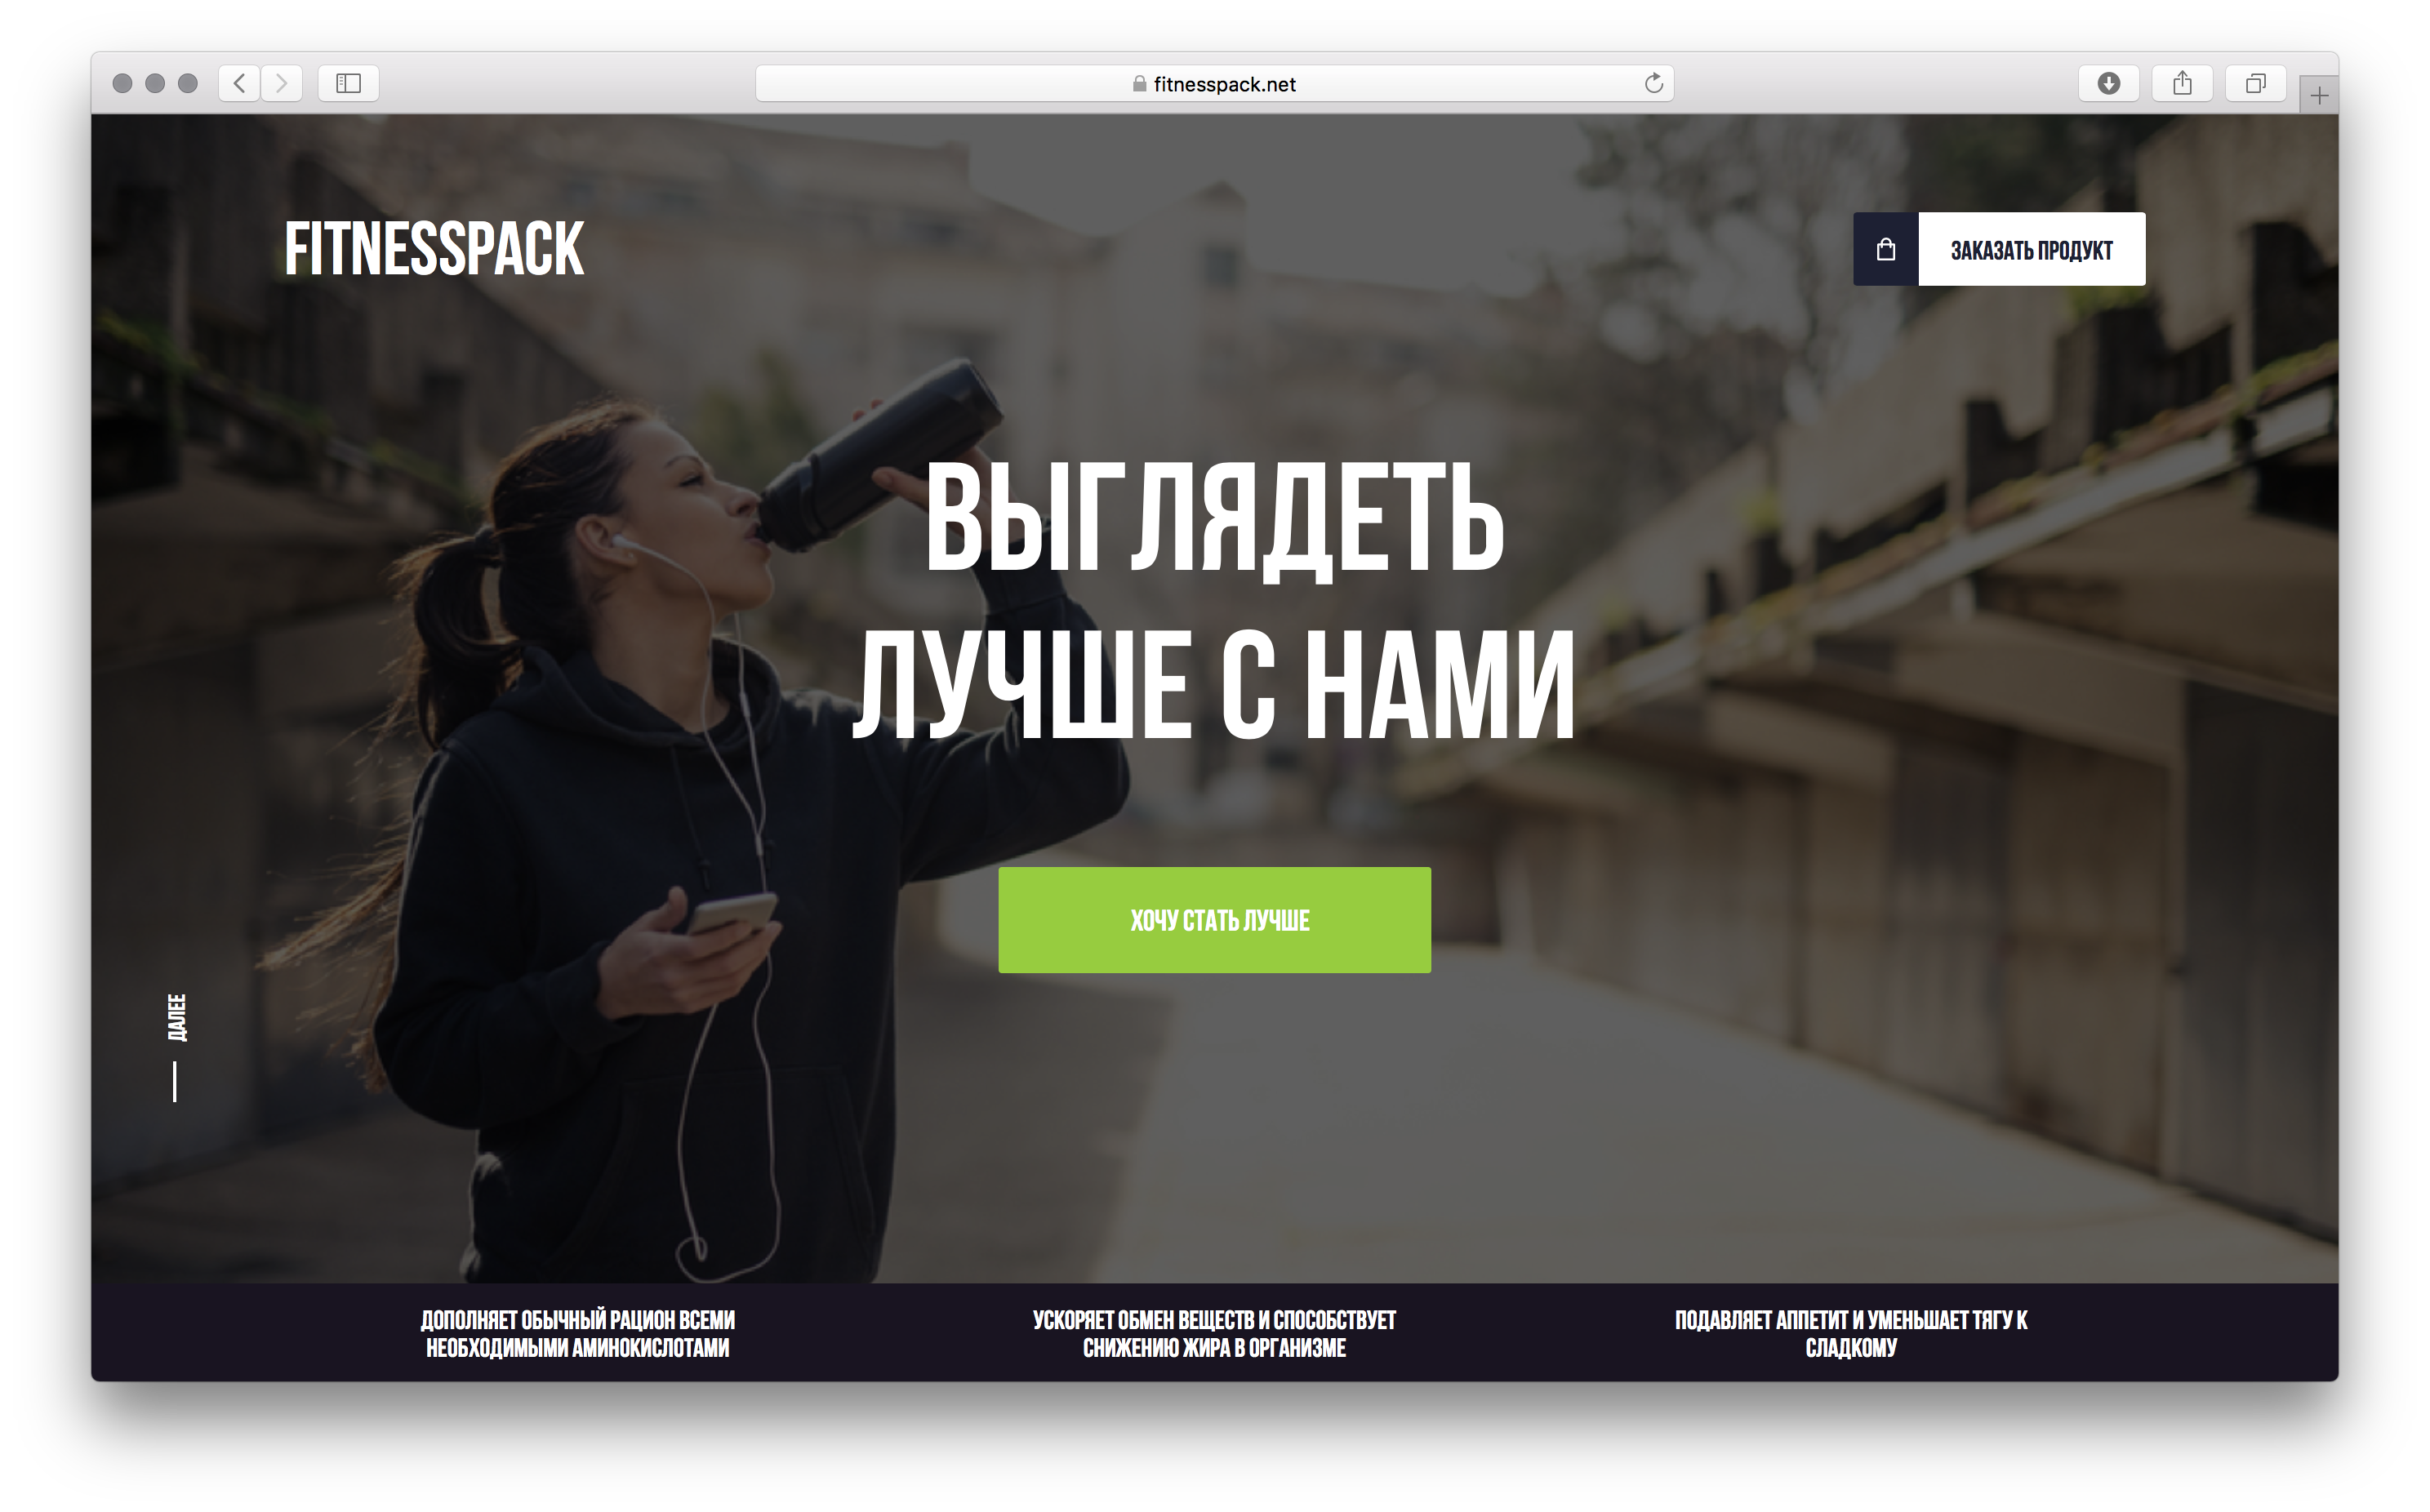 fitnesspack.net
FITNESSPACK
ЗАКАЗАТЬ ПРОДУКТ
ВЫГЛЯДЕТЬ
ЛУЧШЕ С НАМИ
ХОЧУ СТАТЬ ЛУЧШЕ
ДАЛЕЕ
ДОПОЛНЯЕТ ОБЫЧНЫЙ РАЦИОН ВСЕМИ
НЕОБХОДИМЫМИ АМИНОКИСЛОТАМИ
УСКОРЯЕТ ОБМЕН ВЕЩЕСТВ И СПОСОБСТВУЕТ
СНИЖЕНИЮ ЖИРА В ОРГАНИЗМЕ
ПОДАВЛЯЕТ АППЕТИТ И УМЕНЬШАЕТ ТЯГУ К
СЛАДКОМУ